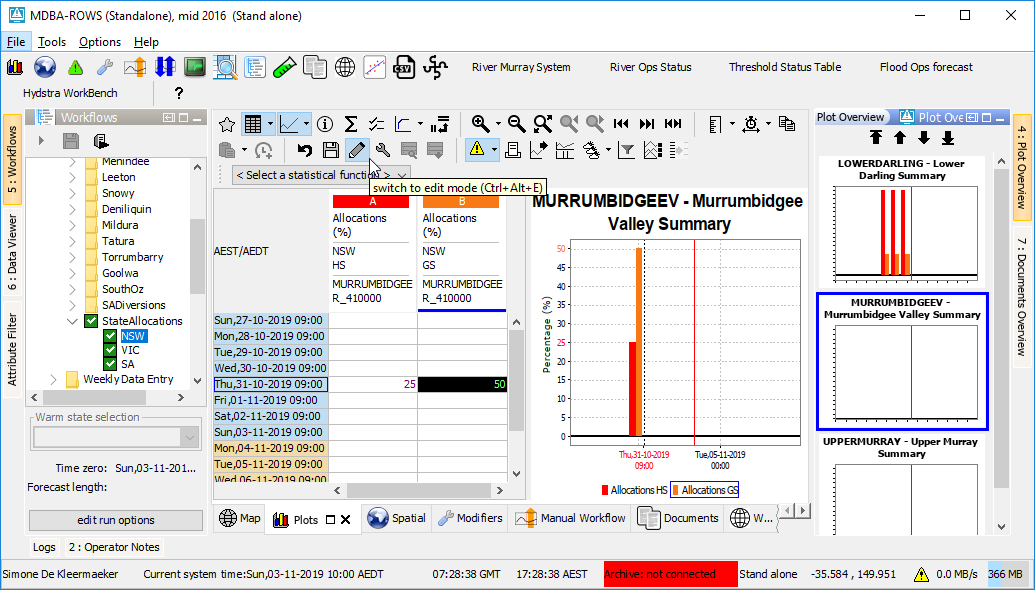 MDBA-ROWS (Standalone), mid 2016 (Stand alone)
File Tools Options Help
River Murray System River Ops Status Threshold Status Table Flood Ops forecast
Hydstra WorkBench ?
5 : Workflows
6 : Data Viewer
Attribute Filter
Workflows
Menindee
Leeton
Snowy
Deniliquin
Mildura
Tatura
Torrumbarry
Goolwa
SouthOz
SADiversions
StateAllocations
NSW
VIC
SA
Weekly Data Entry
Warm state selection
Time zero: Sun,03-11-201...
Forecast length:
edit run options
< Select a statistical function >
switch to edit mode (Ctrl+Alt+E)
AEST/AEDT
A B
Allocations (%) Allocations (%)
NSW NSW
HS GS
MURRUMBIDGEE MURRUMBIDGEE
R_410000 R_410000
Sun,27-10-2019 09:00
Mon,28-10-2019 09:00
Tue,29-10-2019 09:00
Wed,30-10-2019 09:00
Thu,31-10-2019 09:00 25 50
Fri,01-11-2019 09:00
Sat,02-11-2019 09:00
Sun,03-11-2019 09:00
Mon,04-11-2019 09:00
Tue,05-11-2019 09:00
Wed,06-11-2019 09:00
MURRUMBIDGEEV - Murrumbidgee
Valley Summary
Percentage (%)
50
45
40
35
30
25
20
15
10
5
0
Thu,31-10-2019 Tue,05-11-2019
09:00 00:00
Allocations HS Allocations GS
Map Plots Spatial Modifiers Manual Workflow Documents W...
Plot Overview Plot Ove
LOWERDARLING - Lower
Darling Summary
MURRUMBIDGEEV -
Murrumbidgee Valley Summary
UPPERMURRAY - Upper Murray
Summary
4 : Plot Overview
7 : Documents Overview
Logs 2 : Operator Notes
Simone De Kleermaeker Current system time:Sun,03-11-2019 10:00 AEDT 07:28:38 GMT 17:28:38 AEST Archive: not connected Stand alone -35.584 , 149.951 0.0 MB/s 366 MB